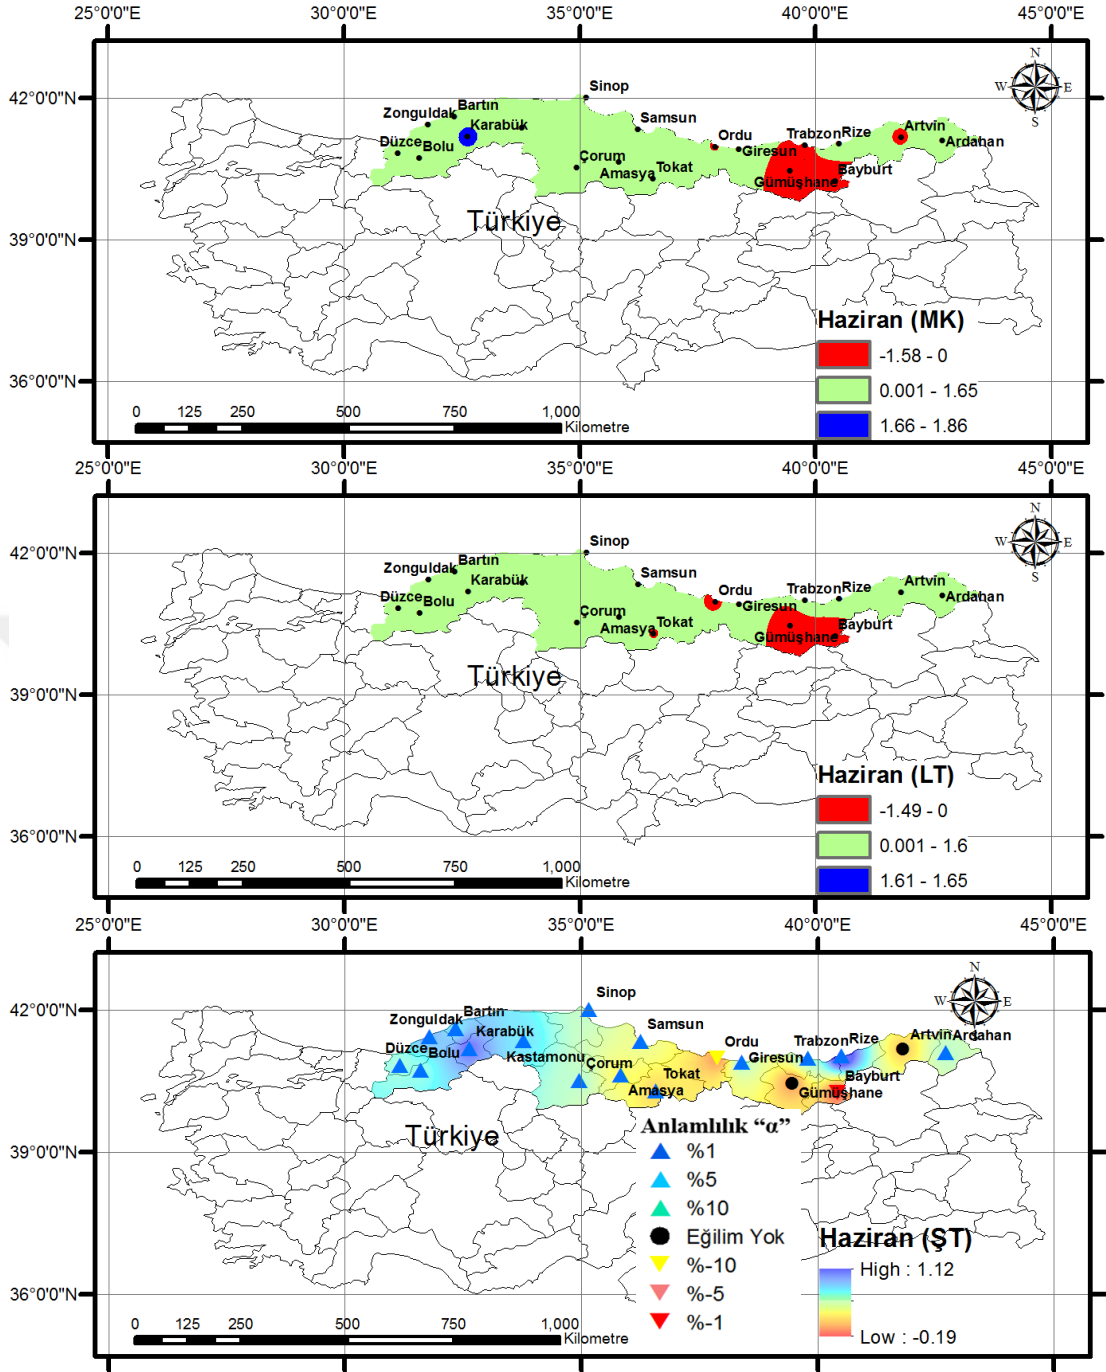 25°0'0"E 30°0'0"E 35°0'0"E 40°0'0"E 45°0'0"E
N
W E
S
42°0'0"N
39°0'0"N
36°0'0"N
Sinop
Bartın
Zonguldak
Karabük
Samsun
Düzce
Bolu
Ordu
Trabzon
Rize
Artvin
Ardahan
Çorum
Giresun
Amasya
Tokat
Bayburt
Gümüşhane
Türkiye
Haziran (MK)
-1.58 - 0
0.001 - 1.65
1.66 - 1.86
0 125 250 500 750 1,000
Kilometre
25°0'0"E 30°0'0"E 35°0'0"E 40°0'0"E 45°0'0"E
N
W E
S
42°0'0"N
39°0'0"N
36°0'0"N
Sinop
Bartın
Zonguldak
Karabük
Samsun
Düzce
Bolu
Ordu
Trabzon
Rize
Artvin
Ardahan
Çorum
Giresun
Amasya
Tokat
Bayburt
Gümüşhane
Türkiye
Haziran (LT)
-1.49 - 0
0.001 - 1.6
1.61 - 1.65
0 125 250 500 750 1,000
Kilometre
25°0'0"E 30°0'0"E 35°0'0"E 40°0'0"E 45°0'0"E
N
W E
S
42°0'0"N
39°0'0"N
36°0'0"N
Sinop
Bartın
Zonguldak
Karabük
Samsun
Düzce
Bolu
Kastamonu
Ordu
Trabzon
Rize
Artvin
Ardahan
Çorum
Giresun
Amasya
Tokat
Bayburt
Gümüşhane
Türkiye
Anlamlılık “α”
%1
%5
%10
Eğilim Yok
%-10
%-5
%-1
Haziran (ŞT)
High : 1.12
Low : -0.19
0 125 250 500 750 1,000
Kilometre